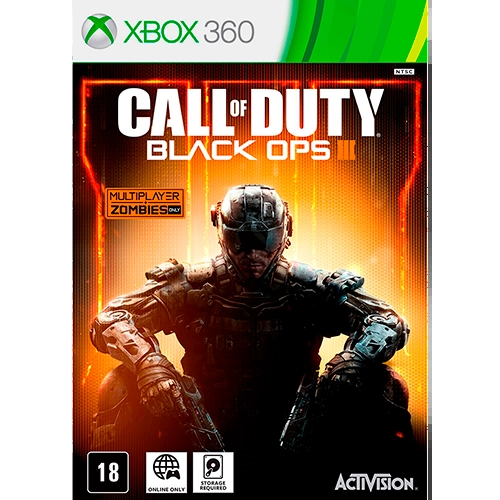 XBOX 360
NTSC
CALL OF DUTY
BLACK OPS III
MULTIPLAYER
ZOMBIES ONLY
18
ONLINE ONLY
STORAGE
REQUIRED
ACTIVISION